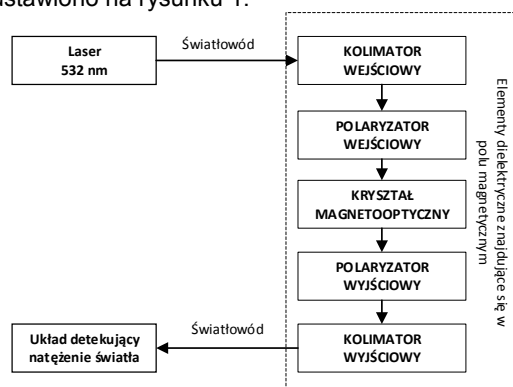 ustawiono na rysunku 1.
Laser
532 nm
Światłowód
KOLIMATOR
WEJŚCIOWY
POLARYZATOR
WEJŚCIOWY
KRYSZTAŁ
MAGNETOOPTYCZNY
POLARYZATOR
WYJŚCIOWY
KOLIMATOR
WYJŚCIOWY
Światłowód
Układ detekujący
natężenie światła
Elementy dielektryczne znajdujące się w
polu magnetycznym